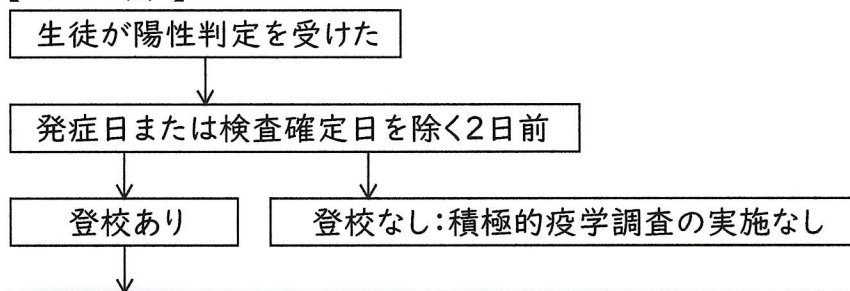 生徒が陽性判定を受けた
発症日または検査確定日を除く2日前
登校あり
登校なし:積極的疫学調査の実施なし